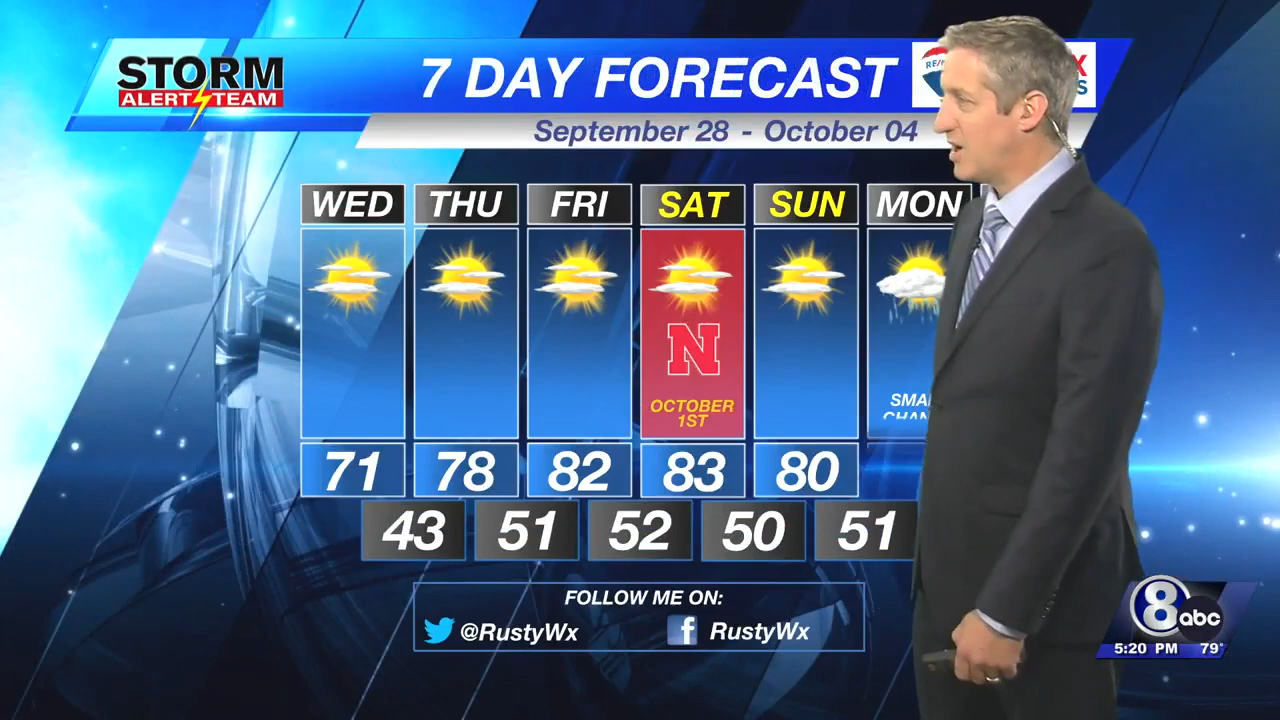 STORM
ALERT TEAM
7 DAY FORECAST
September 28 - October 04
WED THU FRI SAT SUN MON
N
OCTOBER
1ST
71 78 82 83 80
43 51 52 50 51
FOLLOW ME ON:
@RustyWx RustyWx
8 abc
5:20 PM 79°